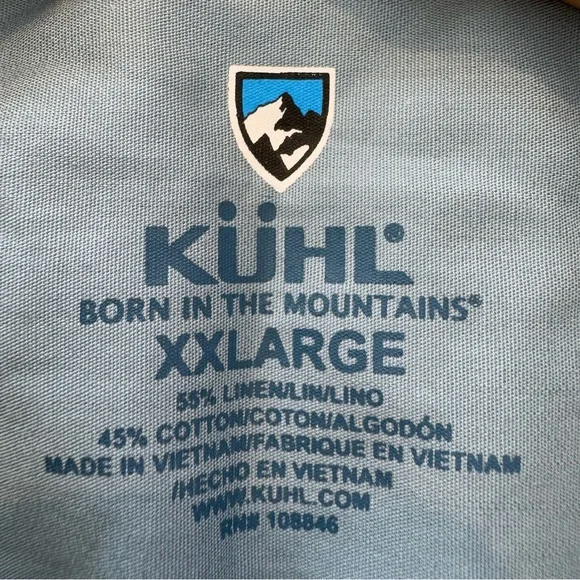 KÜHL®
BORN IN THE MOUNTAINS®
XXLARGE
55% LINEN/LIN/LINO
45% COTTON/COTON/ALGODÓN
MADE IN VIETNAM/FABRIQUE EN VIETNAM
/HECHO EN VIETNAM
WWW.KUHL.COM
RN# 108846